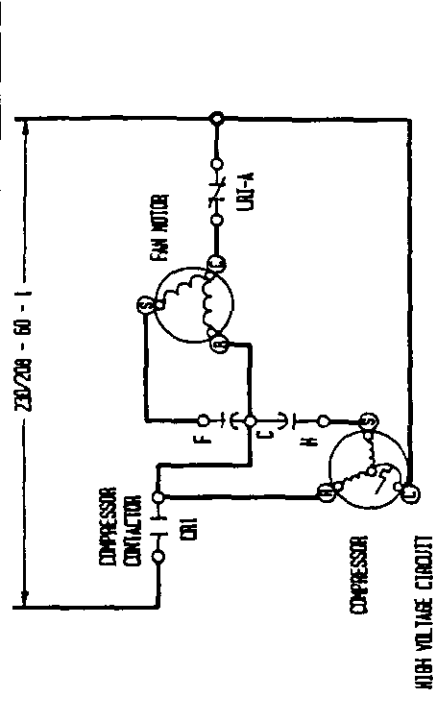 230/208 - 60 - 1
COMPRESSOR
CONTACTOR
CR1
FAN MOTOR
S
C
R
LR1-A
F
C
H
S
R
C
COMPRESSOR
HIGH VOLTAGE CIRCUIT